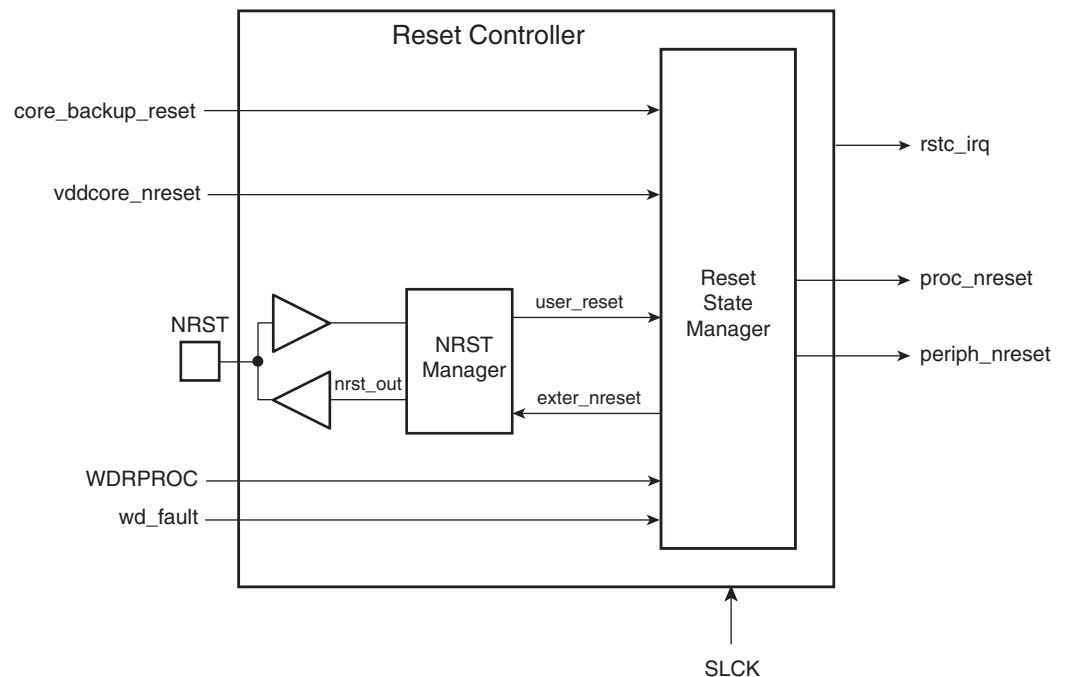 Reset Controller
core_backup_reset
rstc_irq
vddcore_nreset
Reset
State
Manager
proc_nreset
user_reset
NRST
NRST
Manager
periph_nreset
nrst_out
exter_nreset
WDRPROC
wd_fault
SLCK